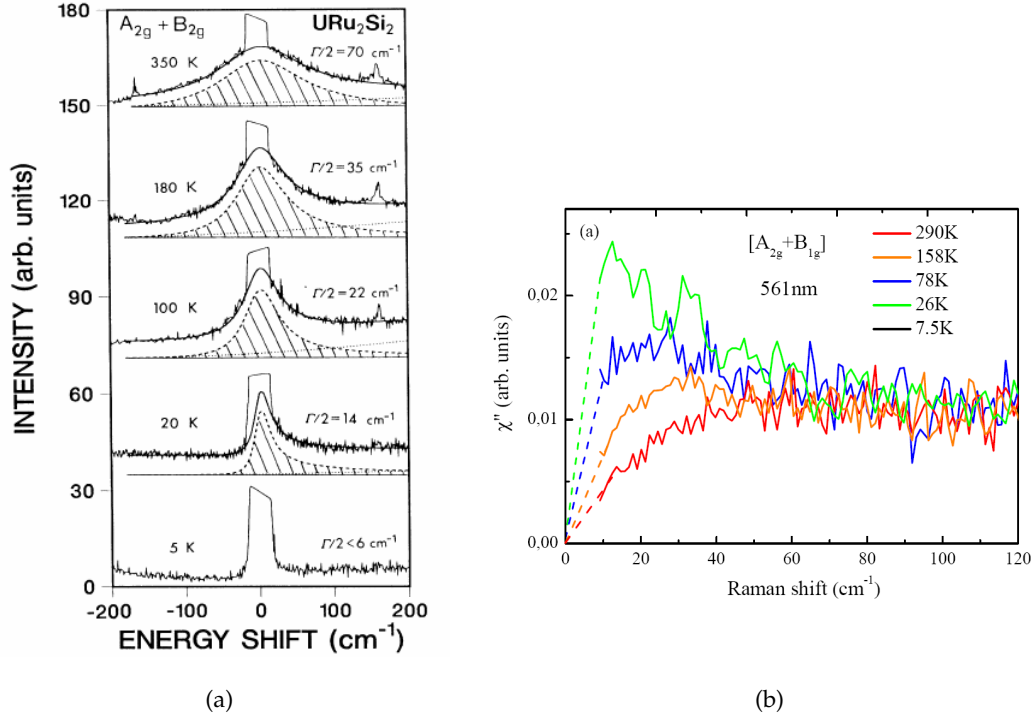 180
A2g + B2g URu2Si2
Γ/2=70 cm⁻¹
350 K
150
Γ/2=35 cm⁻¹
180 K
120
Γ/2=22 cm⁻¹
100 K
90
60
20 K Γ/2=14 cm⁻¹
30
5 K Γ/2<6 cm⁻¹
0
-200 -100 0 100 200
ENERGY SHIFT (cm⁻¹)
INTENSITY (arb. units)
(a)
(a) [A2g+B1g]
561nm
290K
158K
78K
26K
7.5K
0.02
0.01
0,00
χ" (arb. units)
0 20 40 60 80 100 120
Raman shift (cm⁻¹)
(b)